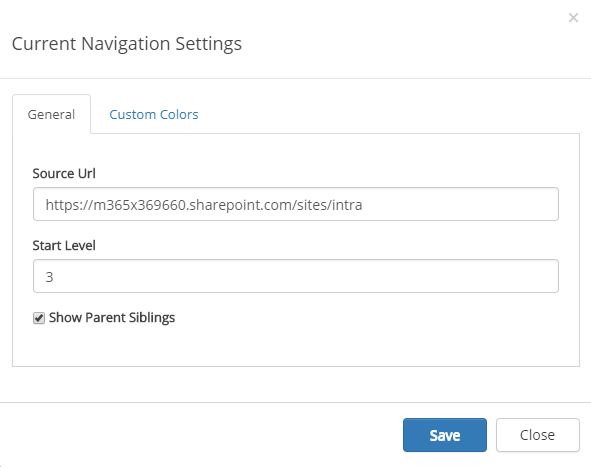 ×
Current Navigation Settings
General Custom Colors
Source Url
https://m365x369660.sharepoint.com/sites/intra
Start Level
3
Show Parent Siblings
Save Close